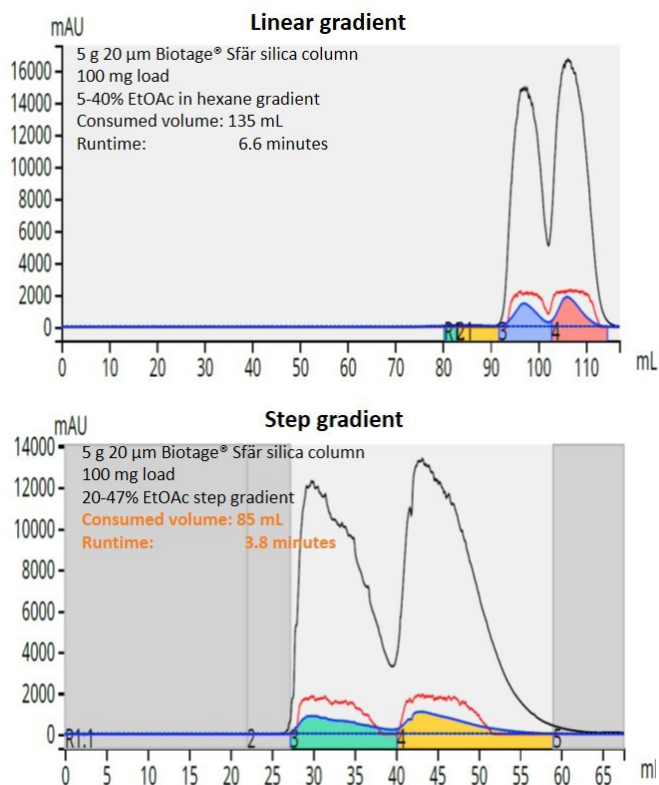 Linear gradient
mAU
5 g 20 µm Biotage® Sfär silica column
100 mg load
5-40% EtOAc in hexane gradient
Consumed volume: 135 mL
Runtime: 6.6 minutes
16000
14000
12000
10000
8000
6000
4000
2000
0
3 4
0 10 20 30 40 50 60 70 80 90 100 110 mL
Step gradient
mAU
5 g 20 µm Biotage® Sfär silica column
100 mg load
20-47% EtOAc step gradient
Consumed volume: 85 mL
Runtime: 3.8 minutes
14000
12000
10000
8000
6000
4000
2000
0
R1.1 2 3 4 5
0 5 10 15 20 25 30 35 40 45 50 55 60 65